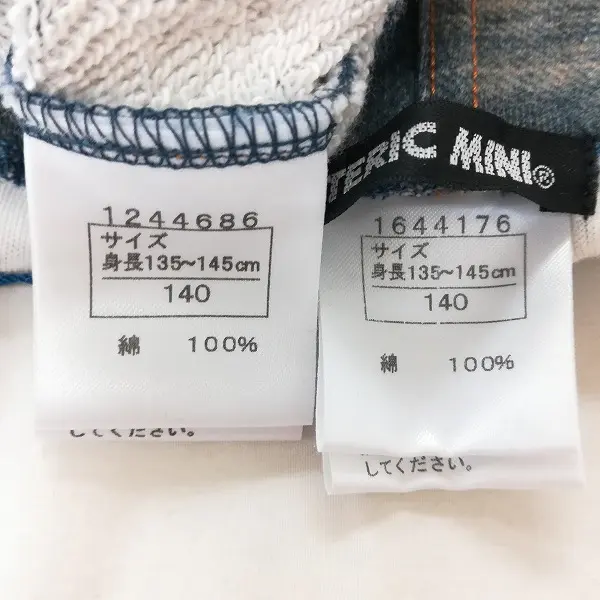 1244686
サイズ
身長135~145cm
140
綿 100%
してください。
TERIC MINI®
1644176
サイズ
身長135~145cm
140
綿 100%
してください。